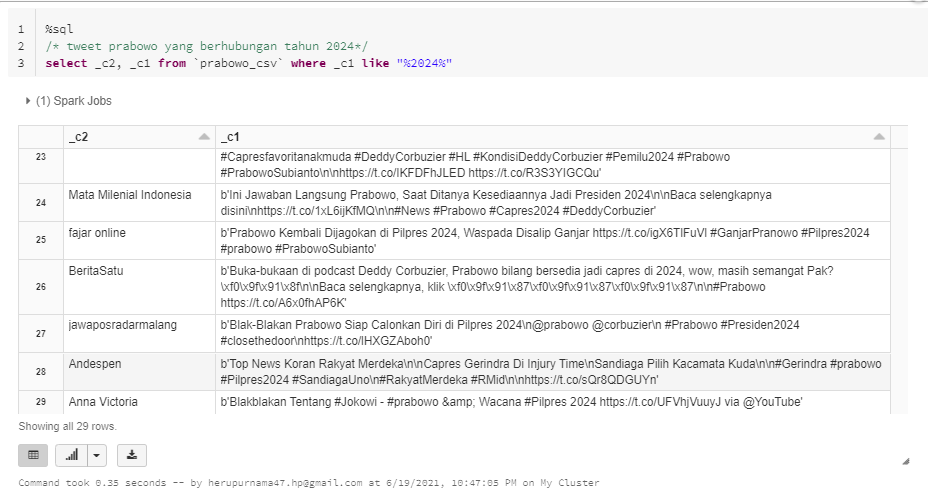 1 %sql
2 /* tweet prabowo yang berhubungan tahun 2024*/
3 select _c2, _c1 from `prabowo_csv` where _c1 like "%2024%"
(1) Spark Jobs
_c2 _c1
23 #Capresfavoritanakmuda #DeddyCorbuzier #HL #KondisiDeddyCorbuzier #Pemilu2024 #Prabowo
#PrabowoSubianto\n\nhttps://t.co/IKFDFhJLED https://t.co/R3S3YIGCQu'
24 Mata Milenial Indonesia b'Ini Jawaban Langsung Prabowo, Saat Ditanya Kesediaannya Jadi Presiden 2024\n\nBaca selengkapnya
disini\nhttps://t.co/1xL6ijKfMQ\n\n#News #Prabowo #Capres2024 #DeddyCorbuzier'
25 fajar online b'Prabowo Kembali Dijagokan di Pilpres 2024, Waspada Disalip Ganjar https://t.co/igX6TIFuVI #GanjarPranowo #Pilpres2024
#prabowo #PrabowoSubianto'
26 BeritaSatu b'Buka-bukaan di podcast Deddy Corbuzier, Prabowo bilang bersedia jadi capres di 2024, wow, masih semangat Pak?
\xf0\x9f\x91\x8f\n\nBaca selengkapnya, klik \xf0\x9f\x91\x87\xf0\x9f\x91\x87\xf0\x9f\x91\x87\n\n#Prabowo
https://t.co/A6x0fhAP6K'
27 jawaposradarmalang b'Blak-Blakan Prabowo Siap Calonkan Diri di Pilpres 2024\n@prabowo @corbuzier\n #Prabowo #Presiden2024
#closethedoor\nhttps://t.co/IHXGZAboh0'
28 Andespen b'Top News Koran Rakyat Merdeka\n\nCapres Gerindra Di Injury Time\nSandiaga Pilih Kacamata Kuda\n\n#Gerindra #prabowo
#Pilpres2024 #SandiagaUno\n#RakyatMerdeka #RMid\n\nhttps://t.co/sQr8QDGUYn'
29 Anna Victoria b'Blakblakan Tentang #Jokowi - #prabowo &amp; Wacana #Pilpres 2024 https://t.co/UFVhjVuuyJ via @YouTube'
Showing all 29 rows.
Command took 0.35 seconds -- by herupurnama47.hp@gmail.com at 6/19/2021, 10:47:05 PM on My Cluster